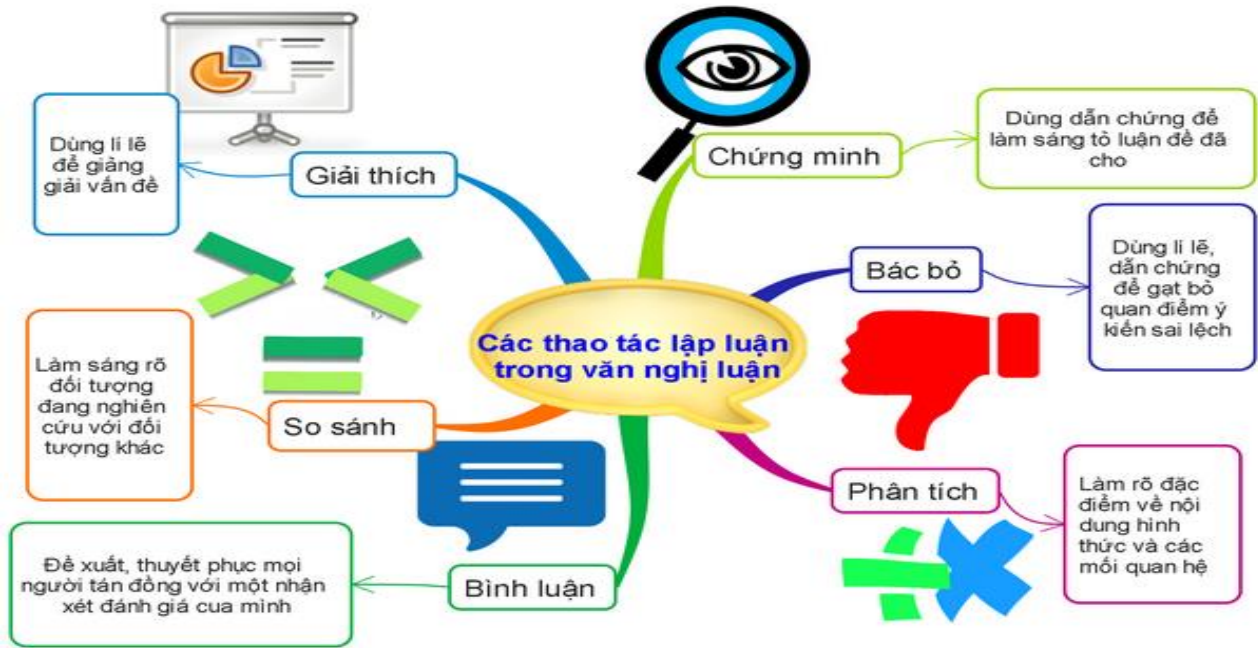 Các thao tác lập luận
trong văn nghị luận
Chứng minh
Dùng dẫn chứng để
làm sáng tỏ luận đề đã
cho
Bác bỏ
Dùng lí lẽ,
dẫn chứng
để gạt bỏ
quan điểm ý
kiến sai lệch
Phân tích
Làm rõ đặc
điểm về nội
dung hình
thức và các
mối quan hệ
Bình luận
Đề xuất, thuyết phục mọi
người tán đồng với một nhận
xét đánh giá cua mình
So sánh
Làm sáng rõ
đối tượng
đang nghiên
cứu với đối
tượng khác
Giải thích
Dùng lí lẽ
để giảng
giải vấn đề